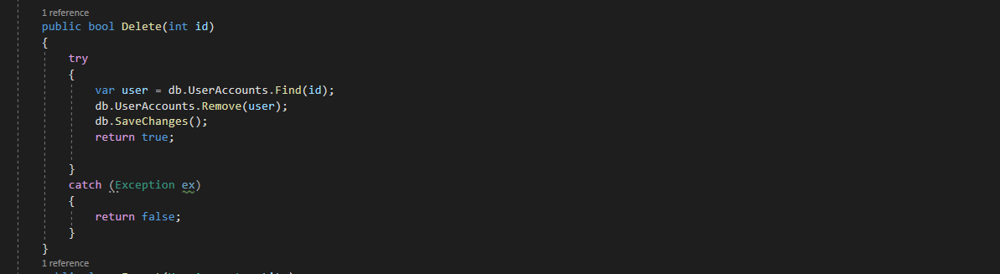 1 reference
public bool Delete(int id)
{
try
{
var user = db.UserAccounts.Find(id);
db.UserAccounts.Remove(user);
db.SaveChanges();
return true;
}
catch (Exception ex)
{
return false;
}
}
1 reference